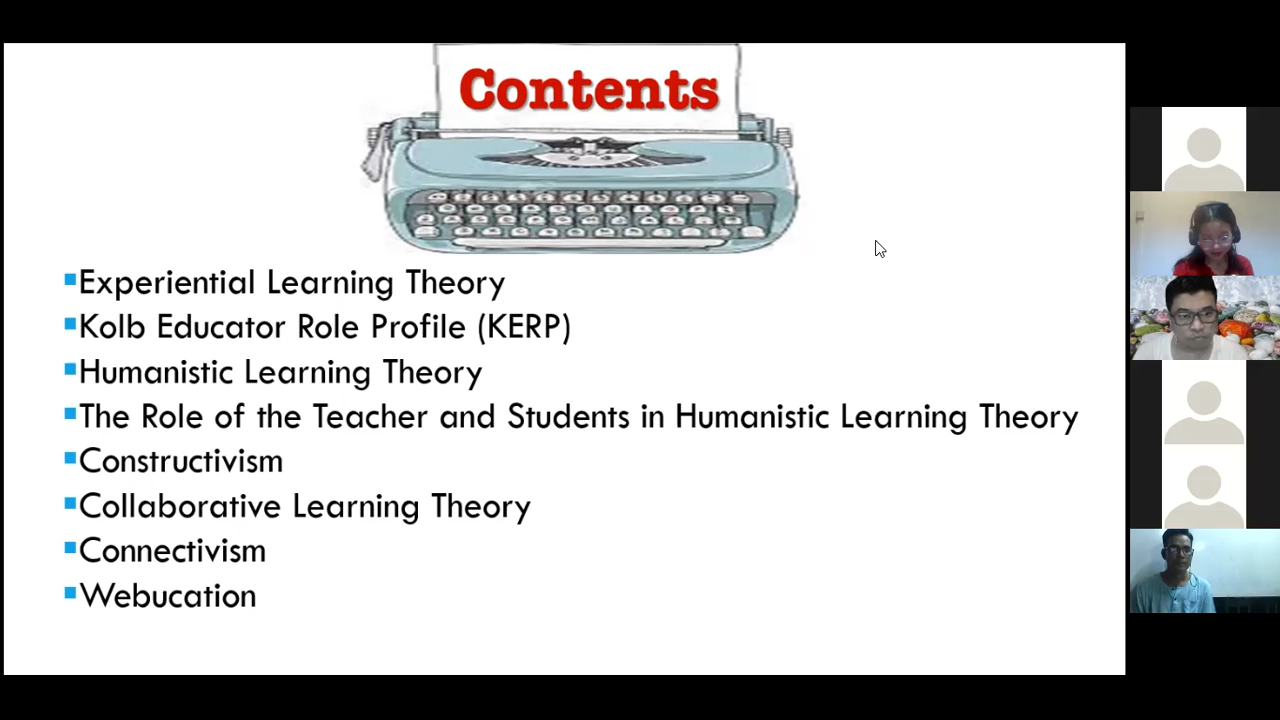 Contents
Experiential Learning Theory
Kolb Educator Role Profile (KERP)
Humanistic Learning Theory
The Role of the Teacher and Students in Humanistic Learning Theory
Constructivism
Collaborative Learning Theory
Connectivism
Webucation